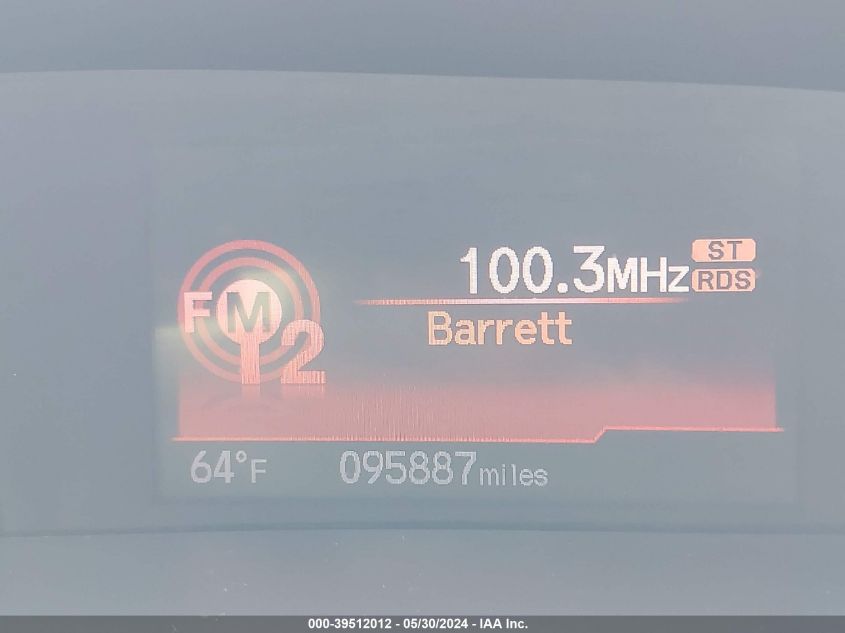 100.3MHz ST
RDS
FM
2
Barrett
64°F 095887miles
000-39512012 - 05/30/2024 - IAA Inc.